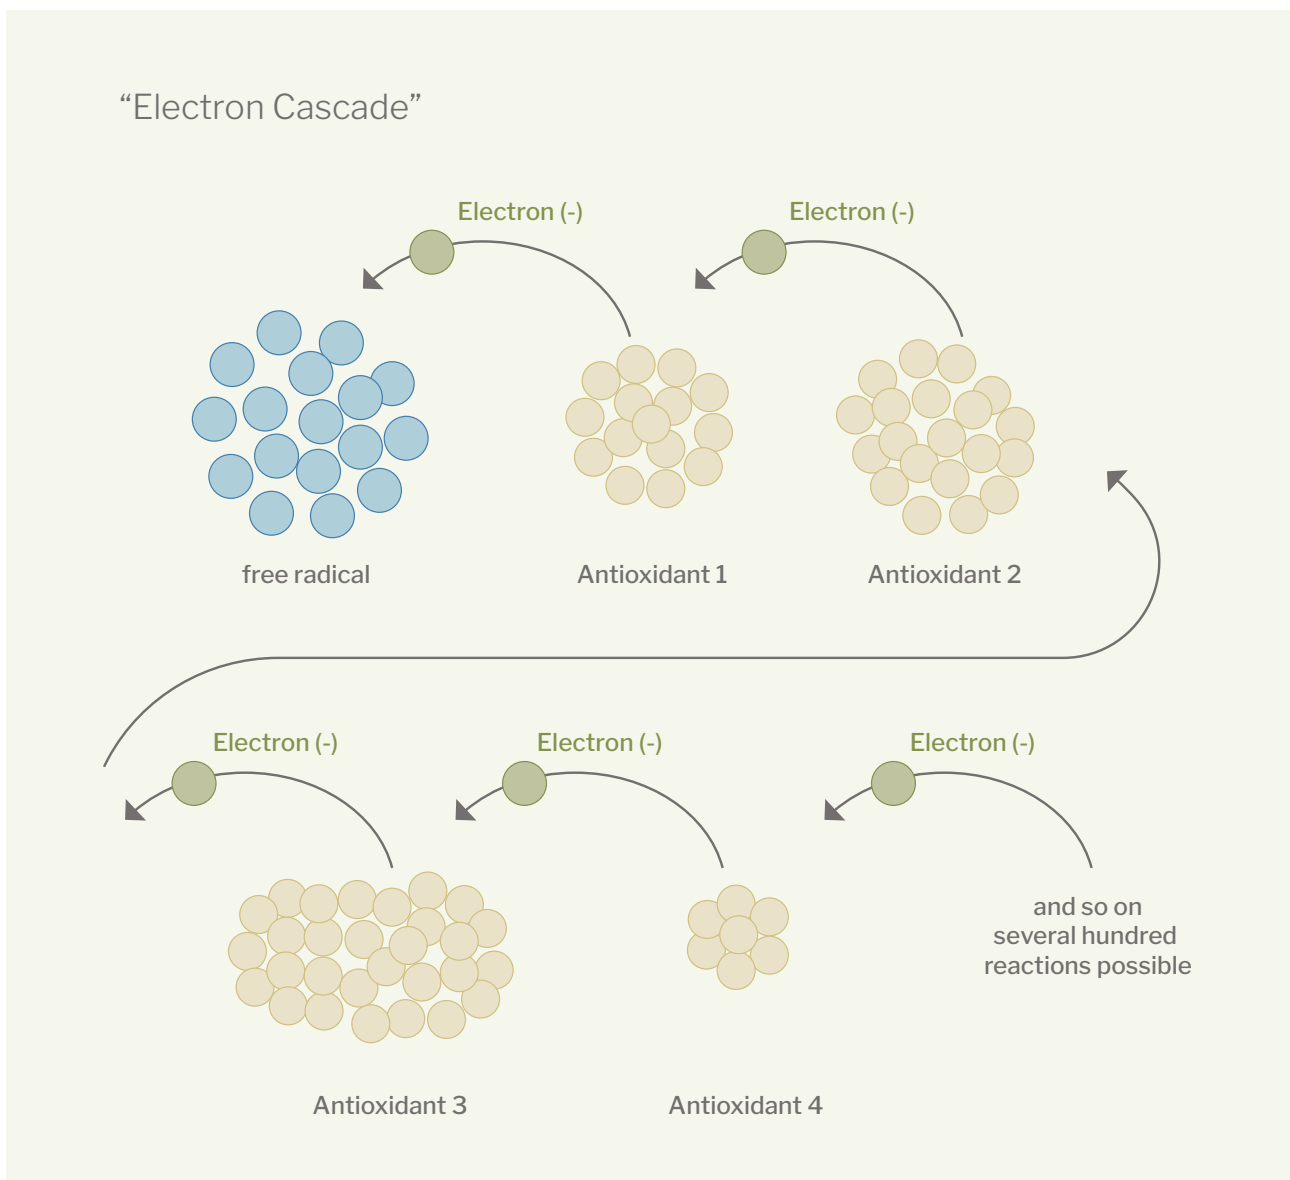 “Electron Cascade”
Electron (-)
Electron (-)
free radical
Antioxidant 1
Antioxidant 2
Electron (-)
Electron (-)
Electron (-)
and so on
several hundred
reactions possible
Antioxidant 3
Antioxidant 4